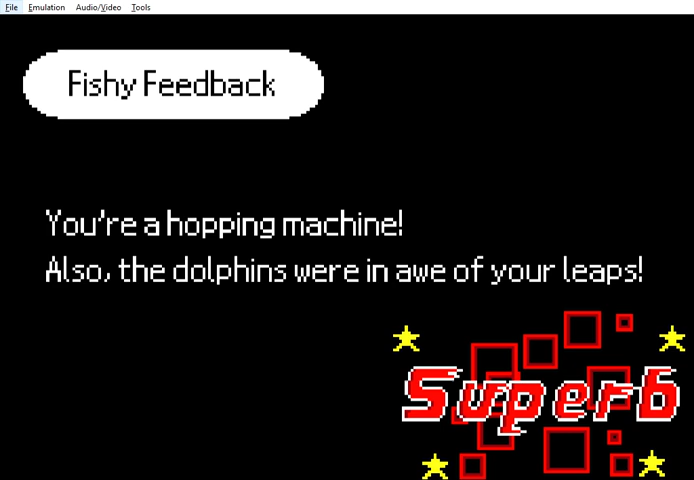 File Emulation Audio/Video Tools
Fishy Feedback
You're a hopping machine!
Also, the dolphins were in awe of your leaps!
Superb